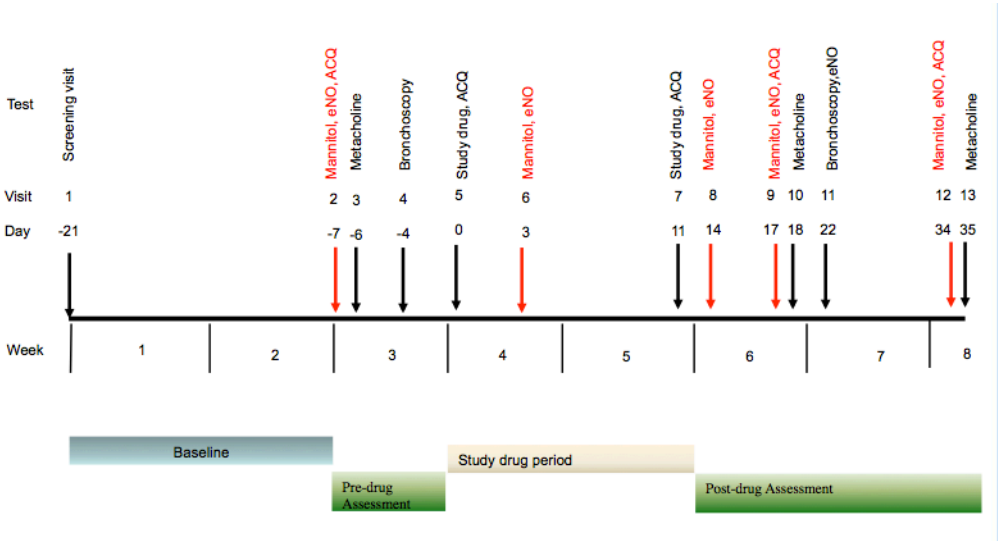 Test
Screening visit
Mannitol, eNO, ACQ
Metacholine
Bronchoscopy
Study drug, ACQ
Mannitol, eNO
Study drug, ACQ
Mannitol, eNO
Mannitol, eNO, ACQ
Metacholine
Bronchoscopy,eNO
Mannitol, eNO, ACQ
Metacholine
Visit 1 2 3 4 5 6 7 8 9 10 11 12 13
Day -21 -7 -6 -4 0 3 11 14 17 18 22 34 35
Week 1 2 3 4 5 6 7 8
Baseline
Study drug period
Pre-drug
Assessment
Post-drug Assessment